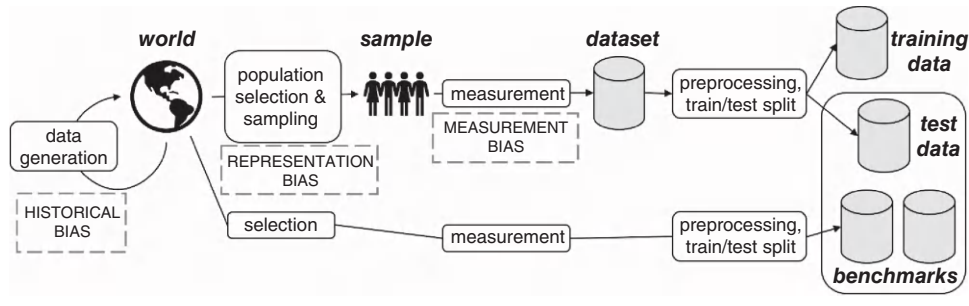 world
population
selection &
sampling
sample
measurement
dataset
preprocessing,
train/test split
training
data
data
generation
HISTORICAL
BIAS
REPRESENTATION
BIAS
MEASUREMENT
BIAS
test
data
selection
measurement
preprocessing,
train/test split
benchmarks